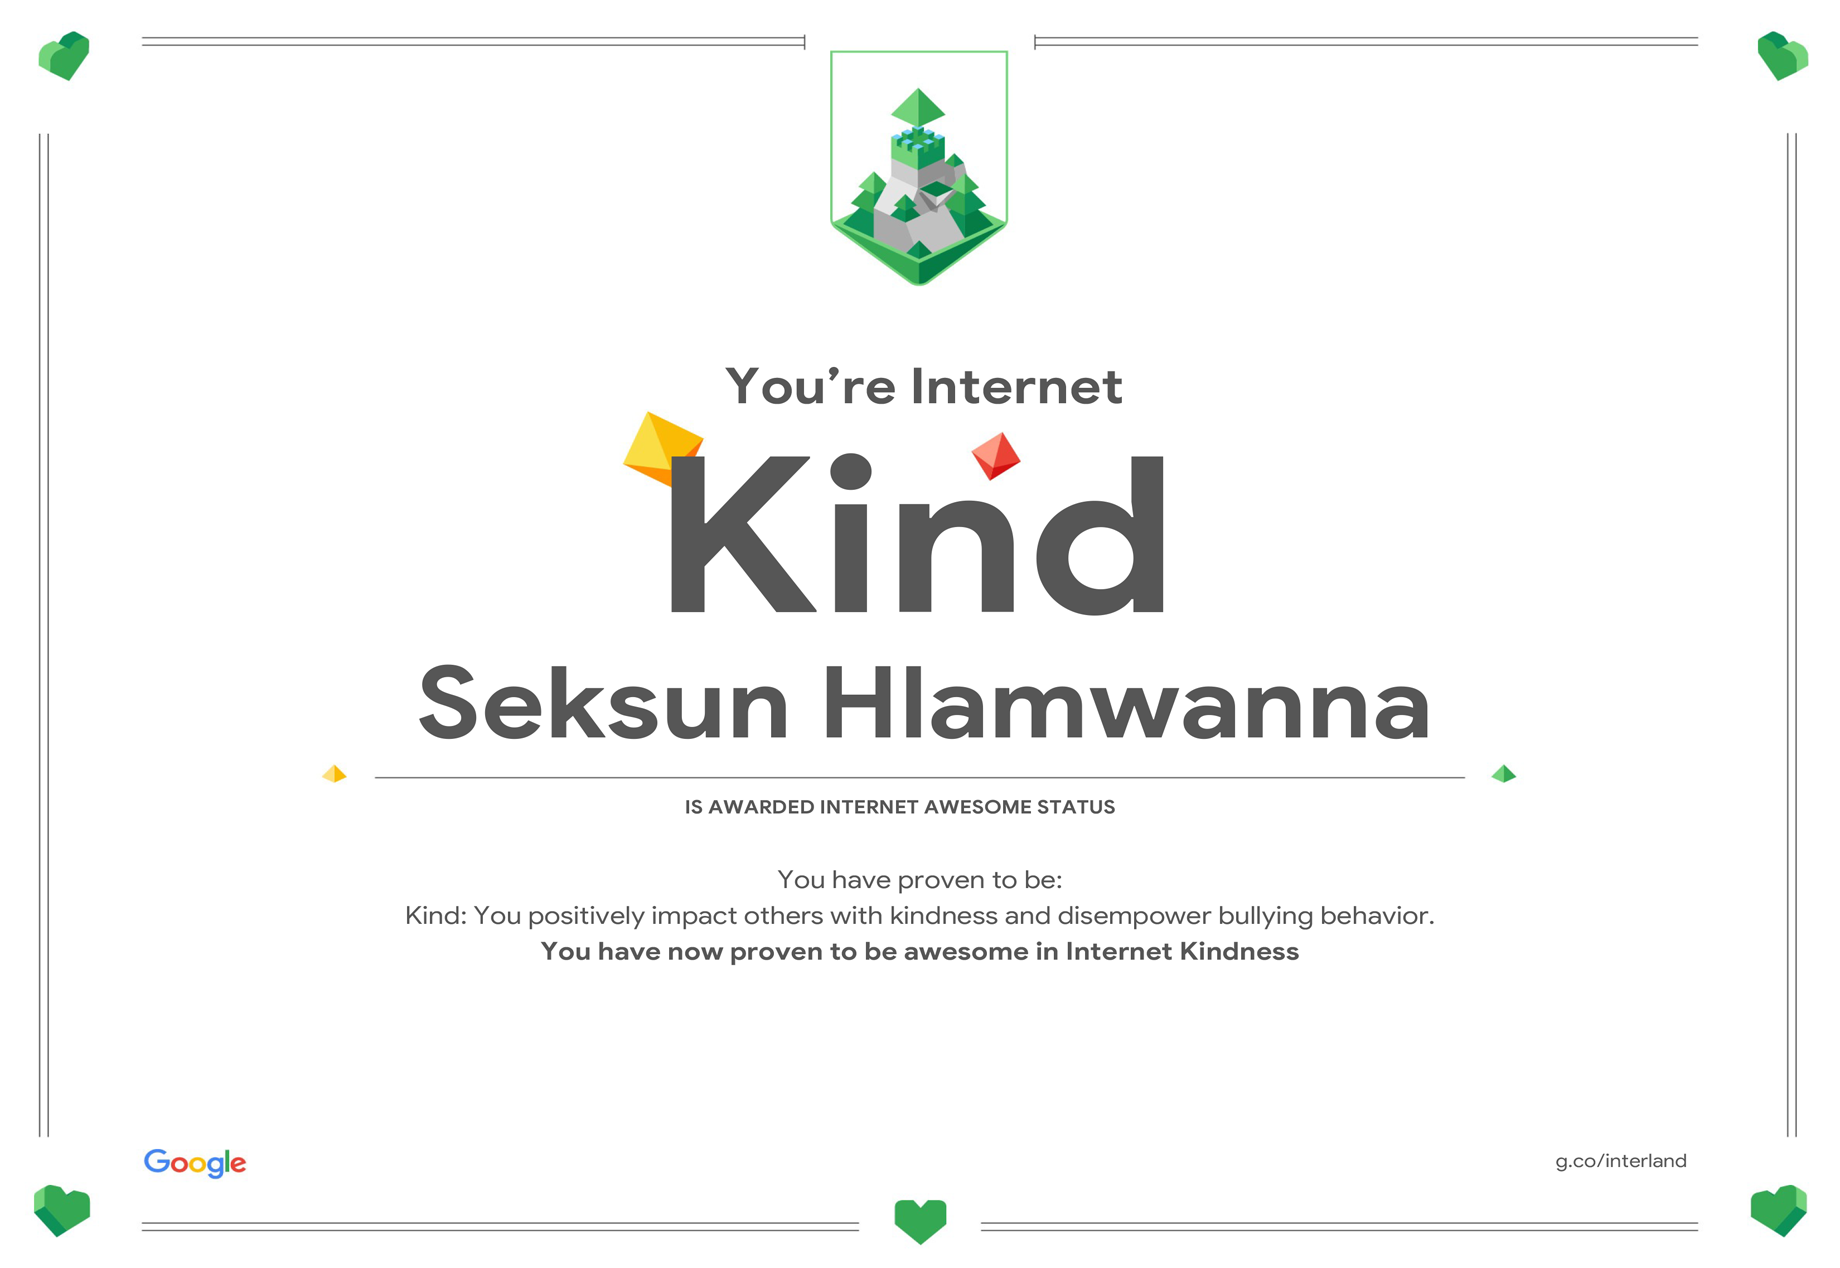 You’re Internet
Kind
Seksun Hlamwanna
IS AWARDED INTERNET AWESOME STATUS
You have proven to be:
Kind: You positively impact others with kindness and disempower bullying behavior.
You have now proven to be awesome in Internet Kindness
Google
g.co/interland